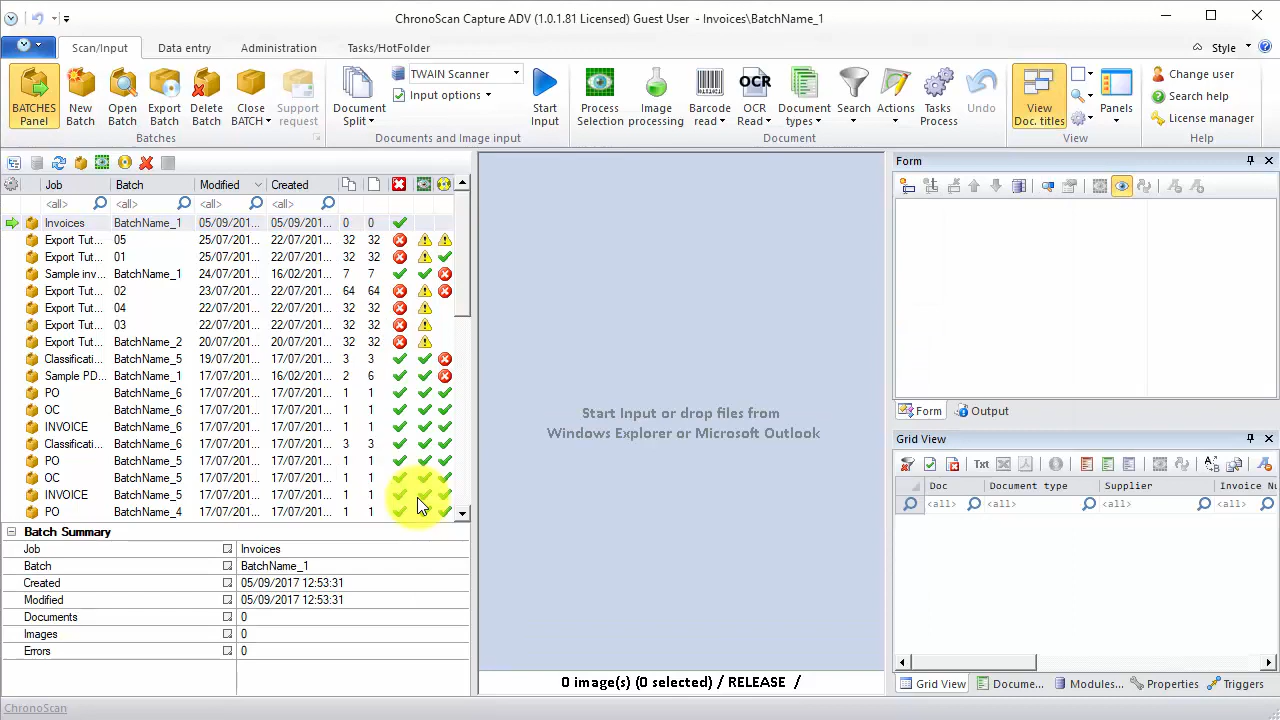 ChronoScan Capture ADV (1.0.1.81 Licensed) Guest User - Invoices\BatchName_1
Scan/Input Data entry Administration Tasks/HotFolder Style
BATCHES Panel
New Batch
Open Batch
Export Batch
Delete Batch
Close BATCH
Support request
Document Split
TWAIN Scanner
Input options
Start Input
Process Selection
Image processing
Barcode read
OCR
OCR Read
Document types
Search
Actions
Tasks Process
Undo
View Doc. titles
Panels
Change user
Search help
License manager
Batches Documents and Image input Document View Help
Job Batch Modified Created
<all> <all> <all> <all>
Invoices BatchName_1 05/09/201... 05/09/201... 0 0
Export Tut... 05 25/07/201... 22/07/201... 32 32
Export Tut... 01 25/07/201... 22/07/201... 32 32
Sample inv... BatchName_1 24/07/201... 16/02/201... 7 7
Export Tut... 02 23/07/201... 22/07/201... 64 64
Export Tut... 04 22/07/201... 22/07/201... 32 32
Export Tut... 03 22/07/201... 22/07/201... 32 32
Export Tut... BatchName_2 20/07/201... 20/07/201... 32 32
Classificati... BatchName_5 19/07/201... 17/07/201... 3 3
Sample PD... BatchName_1 17/07/201... 16/02/201... 2 6
PO BatchName_6 17/07/201... 17/07/201... 1 1
OC BatchName_6 17/07/201... 17/07/201... 1 1
INVOICE BatchName_6 17/07/201... 17/07/201... 1 1
Classificati... BatchName_6 17/07/201... 17/07/201... 3 3
PO BatchName_5 17/07/201... 17/07/201... 1 1
OC BatchName_5 17/07/201... 17/07/201... 1 1
INVOICE BatchName_5 17/07/201... 17/07/201... 1 1
PO BatchName_4 17/07/201... 17/07/201... 1 1
Batch Summary
Job Invoices
Batch BatchName_1
Created 05/09/2017 12:53:31
Modified 05/09/2017 12:53:31
Documents 0
Images 0
Errors 0
Start Input or drop files from
Windows Explorer or Microsoft Outlook
0 image(s) (0 selected) / RELEASE /
Form
Form Output
Grid View
Txt
Doc Document type Supplier Invoice Nu
<all> <all> <all> <all>
Grid View Docume... Modules... Properties Triggers
ChronoScan